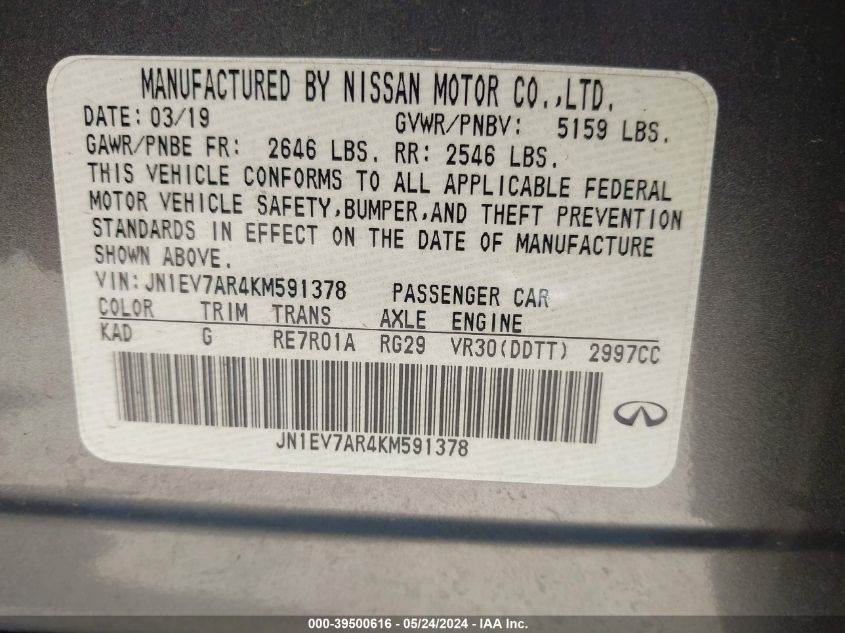 MANUFACTURED BY NISSAN MOTOR CO.,LTD.
DATE: 03/19 GVWR/PNBV: 5159 LBS.
GAWR/PNBE FR: 2646 LBS. RR: 2546 LBS.
THIS VEHICLE CONFORMS TO ALL APPLICABLE FEDERAL
MOTOR VEHICLE SAFETY,BUMPER,AND THEFT PREVENTION
STANDARDS IN EFFECT ON THE DATE OF MANUFACTURE
SHOWN ABOVE.
VIN:JN1EV7AR4KM591378 PASSENGER CAR
COLOR TRIM TRANS AXLE ENGINE
KAD G RE7R01A RG29 VR30(DDTT) 2997CC
JN1EV7AR4KM591378
000-39500616 - 05/24/2024 - IAA Inc.